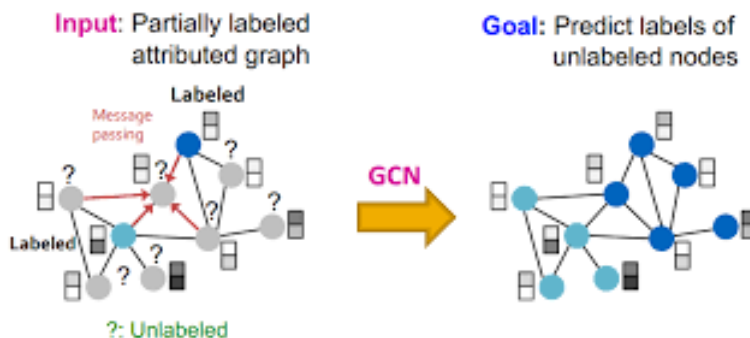 Input: Partially labeled
attributed graph
Goal: Predict labels of
unlabeled nodes
Labeled
Message
passing
?
?
?
GCN
?
?
Labeled
?
?
?: Unlabeled